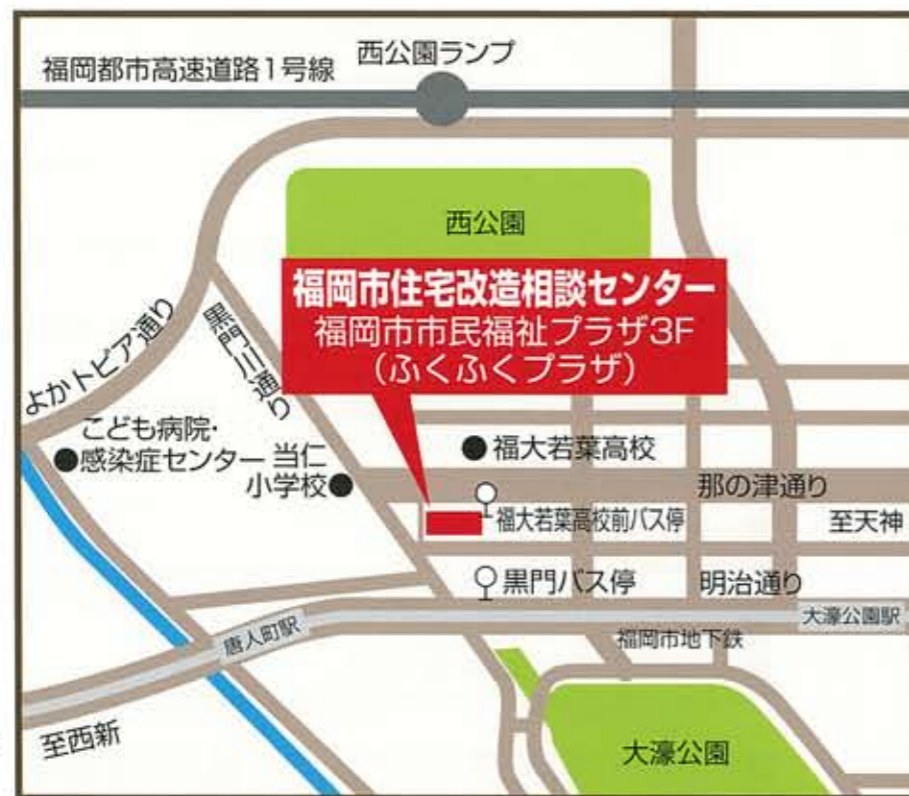 西公園ランプ
福岡都市高速道路1号線
西公園
福岡市住宅改造相談センター
福岡市市民福祉プラザ3F
(ふくふくプラザ)
よかトピア通り
黒門川通り
こども病院・
感染症センター
当仁
小学校
福大若葉高校
那の津通り
福大若葉高校前バス停
至天神
黒門バス停
明治通り
大濠公園駅
唐人町駅
福岡市地下鉄
至西新
大濠公園